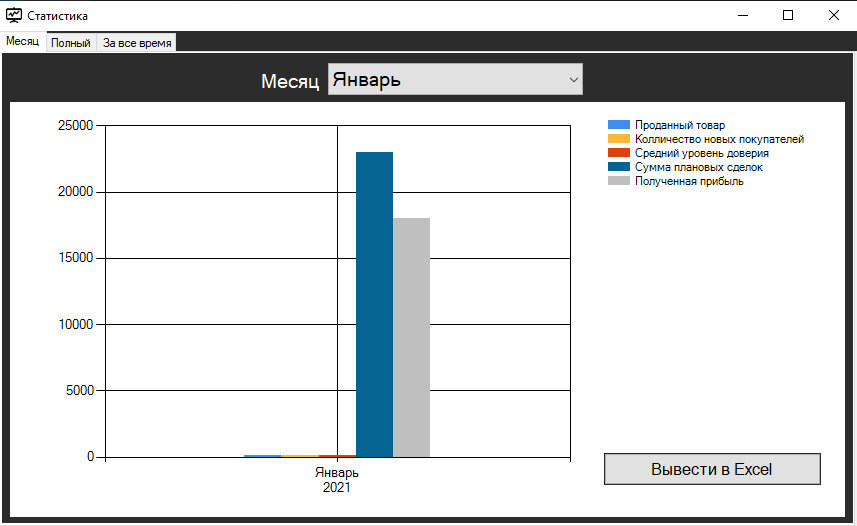 Статистика
Месяц
Полный
За все время
Месяц
Январь
25000
20000
15000
10000
5000
0
Январь
2021
Проданный товар
Колличество новых покупателей
Средний уровень доверия
Сумма плановых сделок
Полученная прибыль
Вывести в Excel